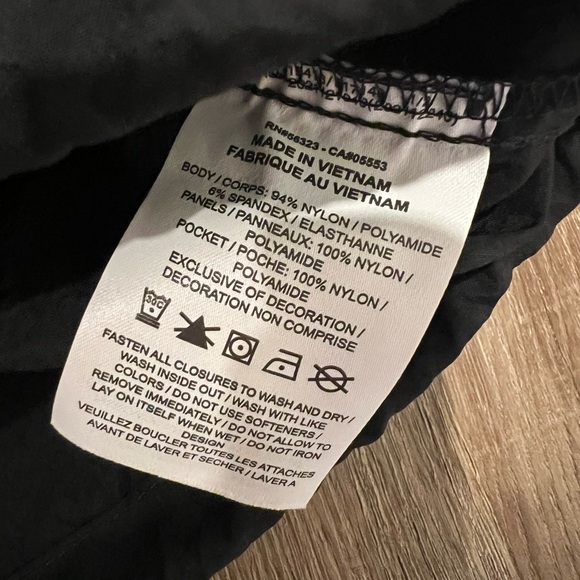 RN#56323 - CA#05553
MADE IN VIETNAM
FABRIQUE AU VIETNAM
BODY / CORPS: 94% NYLON / POLYAMIDE
6% SPANDEX / ELASTHANNE
PANELS / PANNEAUX: 100% NYLON /
POLYAMIDE
POCKET / POCHE: 100% NYLON /
POLYAMIDE
EXCLUSIVE OF DECORATION /
DECORATION NON COMPRISE
30C
FASTEN ALL CLOSURES TO WASH AND DRY /
WASH INSIDE OUT / WASH WITH LIKE
COLORS / DO NOT USE SOFTENERS /
REMOVE IMMEDIATELY / DO NOT ALLOW TO
LAY ON ITSELF WHEN WET / DO NOT IRON
DESIGN
VEUILLEZ BOUCLER TOUTES LES ATTACHES
AVANT DE LAVER ET SECHER / LAVER A